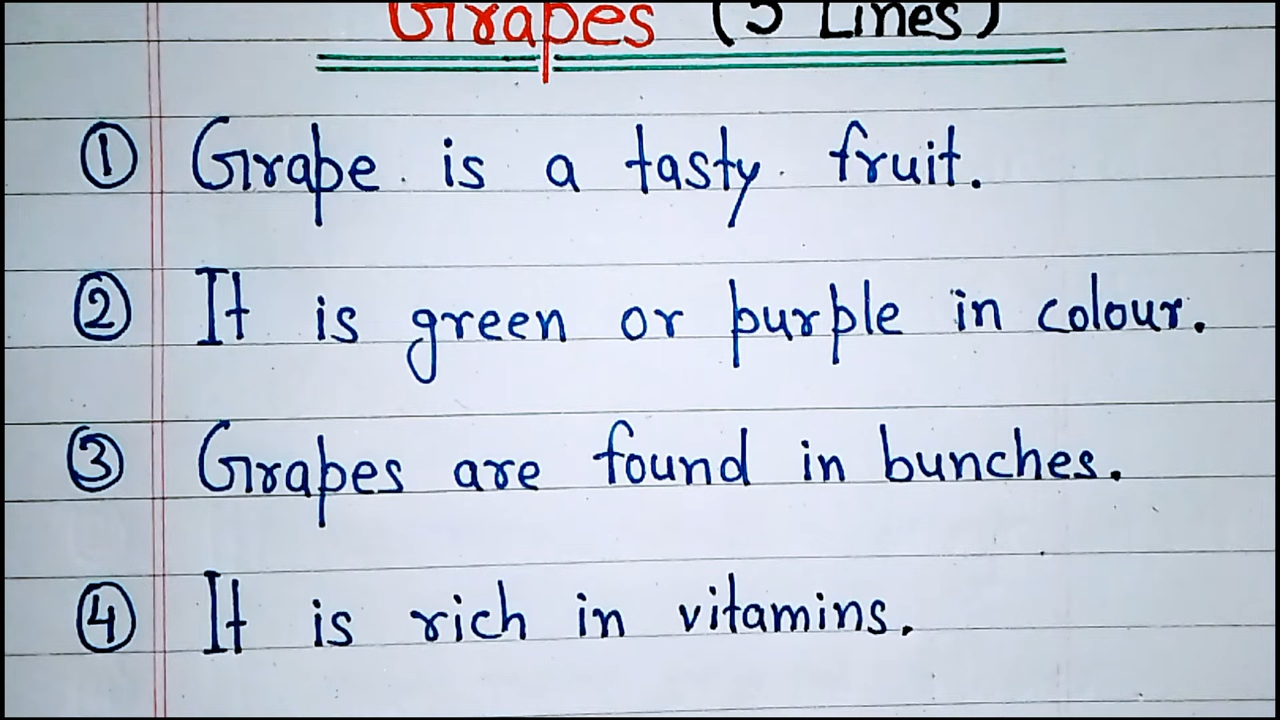 Grapes (5 Lines)
① Grape is a tasty fruit.
② It is green or purple in colour.
③ Grapes are found in bunches.
④ It is rich in vitamins.